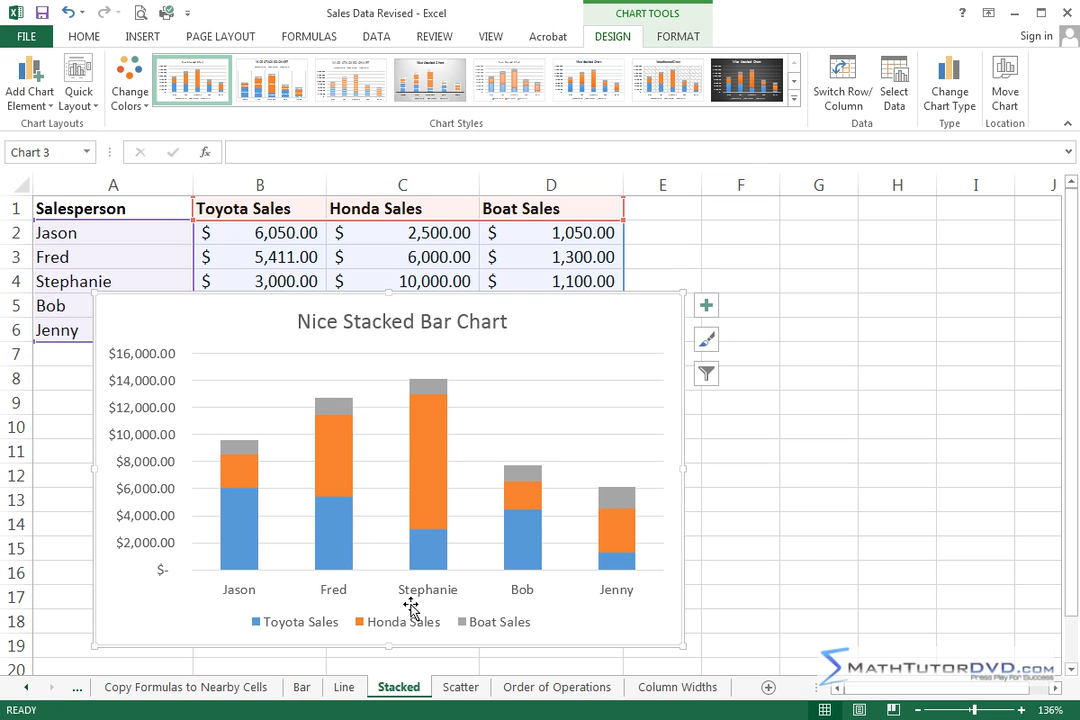 Sales Data Revised - Excel
CHART TOOLS
?
FILE
HOME
INSERT
PAGE LAYOUT
FORMULAS
DATA
REVIEW
VIEW
Acrobat
DESIGN
FORMAT
Sign in
Add Chart Element
Quick Layout
Change Colors
Switch Row/ Column
Select Data
Change Chart Type
Move Chart
Chart Layouts
Chart Styles
Data
Type
Location
Chart 3
fx
A B C D E F G H I J
1 Salesperson Toyota Sales Honda Sales Boat Sales
2 Jason $ 6,050.00 $ 2,500.00 $ 1,050.00
3 Fred $ 5,411.00 $ 6,000.00 $ 1,300.00
4 Stephanie $ 3,000.00 $ 10,000.00 $ 1,100.00
5 Bob
6 Jenny
7
8
9
10
11
12
13
14
15
16
17
18
19
20
Nice Stacked Bar Chart
$16,000.00
$14,000.00
$12,000.00
$10,000.00
$8,000.00
$6,000.00
$4,000.00
$2,000.00
$-
Jason Fred Stephanie Bob Jenny
Toyota Sales Honda Sales Boat Sales
MATHTUTORDVD.COM
Press Play For Success
... Copy Formulas to Nearby Cells Bar Line Stacked Scatter Order of Operations Column Widths
READY
136%